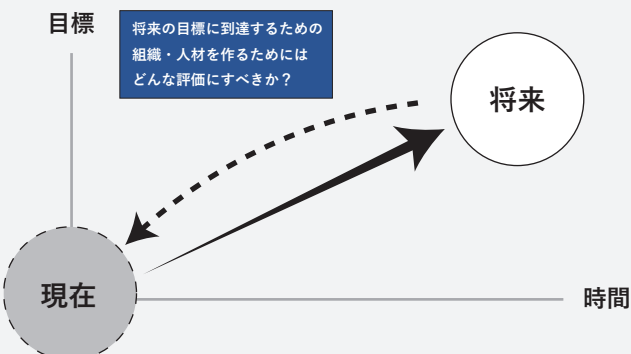 目標
将来の目標に到達するための
組織・人材を作るためには
どんな評価にすべきか？
将来
現在
時間